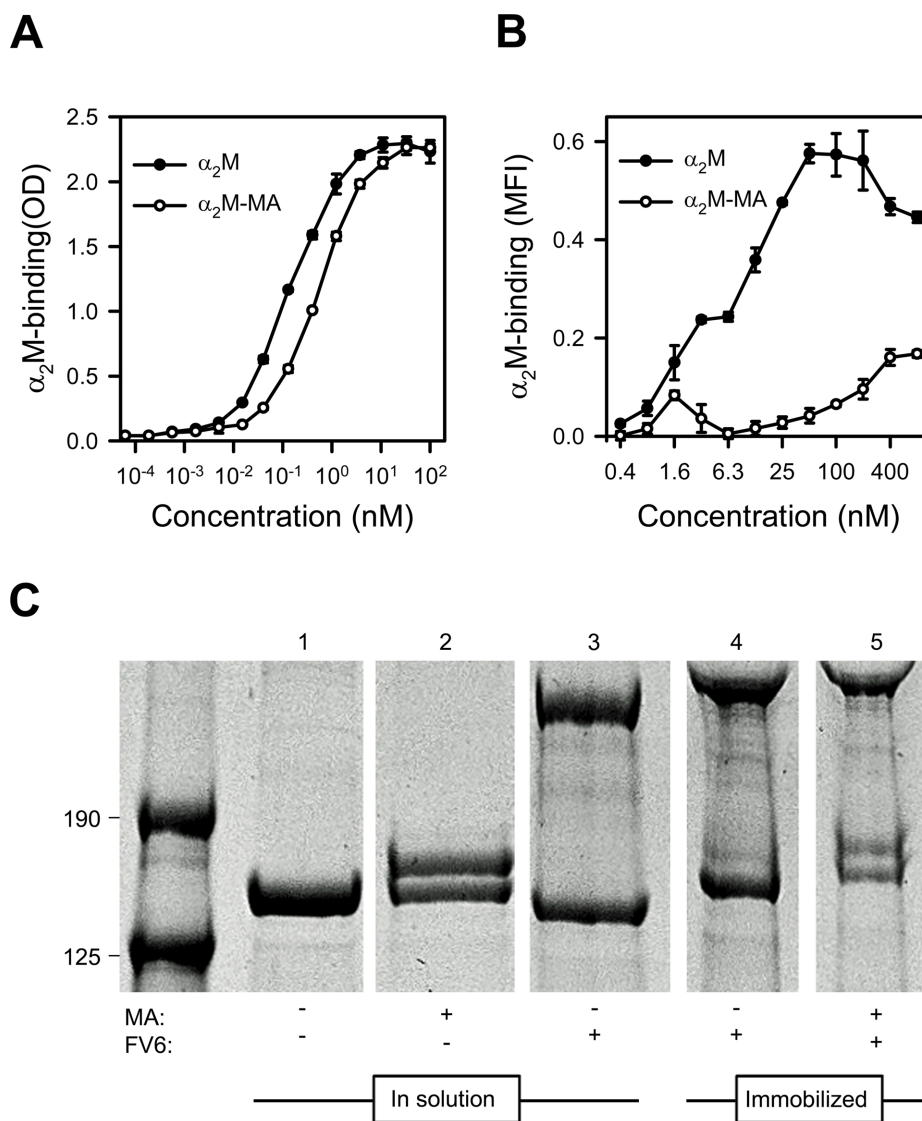 A
B
α2M-binding(OD)
2.5
2.0
1.5
1.0
0.5
0.0
α2M
α2M-MA
10-4 10-3 10-2 10-1 100 101 102
Concentration (nM)
α2M-binding (MFI)
0.6
0.4
0.2
0.0
α2M
α2M-MA
0.4 1.6 6.3 25 100 400
Concentration (nM)
C
1 2 3 4 5
190
125
MA: - + - - +
FV6: - - + + +
In solution Immobilized